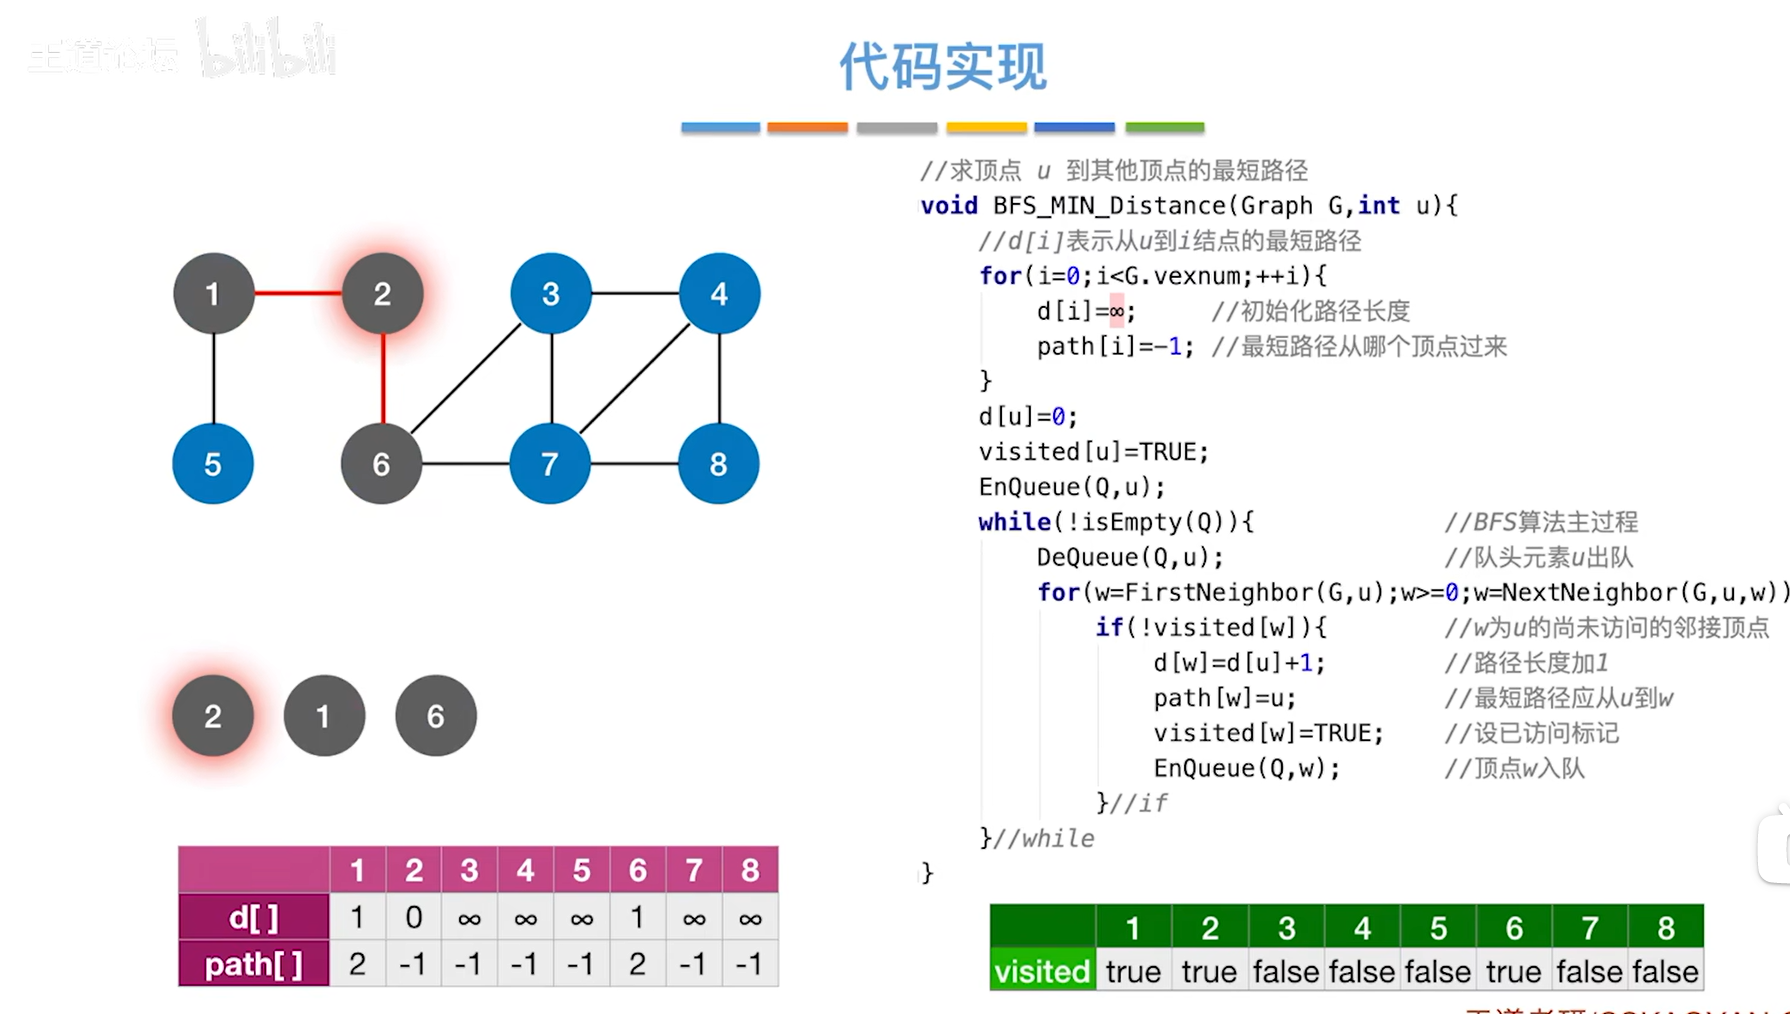 王道论坛 bilibili
代码实现
//求顶点 u 到其他顶点的最短路径
void BFS_MIN_Distance(Graph G,int u){
//d[i]表示从u到i结点的最短路径
for(i=0;i<G.vexnum;++i){
d[i]=∞; //初始化路径长度
path[i]=-1; //最短路径从哪个顶点过来
}
d[u]=0;
visited[u]=TRUE;
EnQueue(Q,u);
while(!isEmpty(Q)){ //BFS算法主过程
DeQueue(Q,u); //队头元素u出队
for(w=FirstNeighbor(G,u);w>=0;w=NextNeighbor(G,u,w))
if(!visited[w]){ //w为u的尚未访问的邻接顶点
d[w]=d[u]+1; //路径长度加1
path[w]=u; //最短路径应从u到w
visited[w]=TRUE; //设已访问标记
EnQueue(Q,w); //顶点w入队
}//if
}//while
}
1 2 3 4
5 6 7 8
2 1 6
1 2 3 4 5 6 7 8
d[ ] 1 0 ∞ ∞ ∞ 1 ∞ ∞
path[ ] 2 -1 -1 -1 -1 2 -1 -1
1 2 3 4 5 6 7 8
visited true true false false false true false false